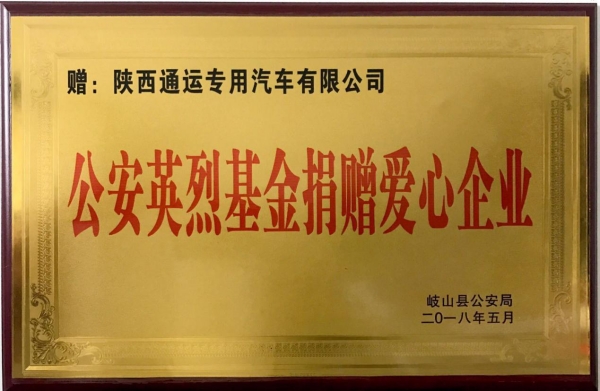 赠：陕西通运专用汽车有限公司
公安英烈基金捐赠爱心企业
岐山县公安局
二〇一八年五月